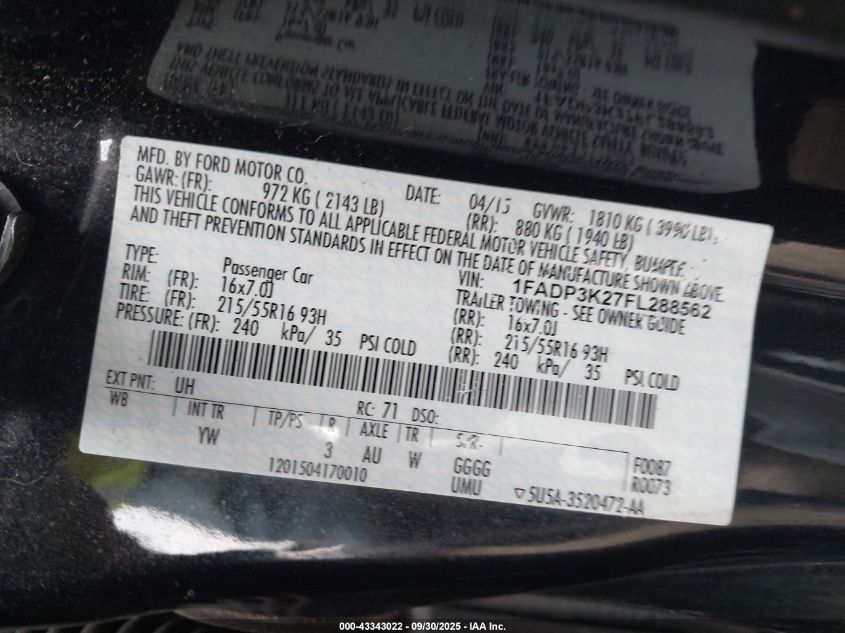 MFD. BY FORD MOTOR CO.
DATE: 04/15 GVWR: 1810 KG ( 3990 LB),
GAWR: (FR): 972 KG ( 2143 LB) (RR): 880 KG ( 1940 LB)
THIS VEHICLE CONFORMS TO ALL APPLICABLE FEDERAL MOTOR VEHICLE SAFETY, BUMPER
AND THEFT PREVENTION STANDARDS IN EFFECT ON THE DATE OF MANUFACTURE SHOWN ABOVE.
VIN: 1FADP3K27FL288562
TYPE: Passenger Car TRAILER TOWING - SEE OWNER GUIDE
RIM: (FR): 16x7.0J (RR): 16x7.0J
TIRE: (FR): 215/55R16 93H (RR): 215/55R16 93H
PRESSURE: (FR): 240 kPa/ 35 PSI COLD (RR): 240 kPa/ 35 PSI COLD
EXT PNT: UH RC: 71 DSO:
WB INT TR TP/PS R AXLE TR S/R
YW 3 AU W GGGG F0087
1201504170010 UMU R0073
5U5A-3520472-AA
000-43343022 - 09/30/2025 - IAA Inc.